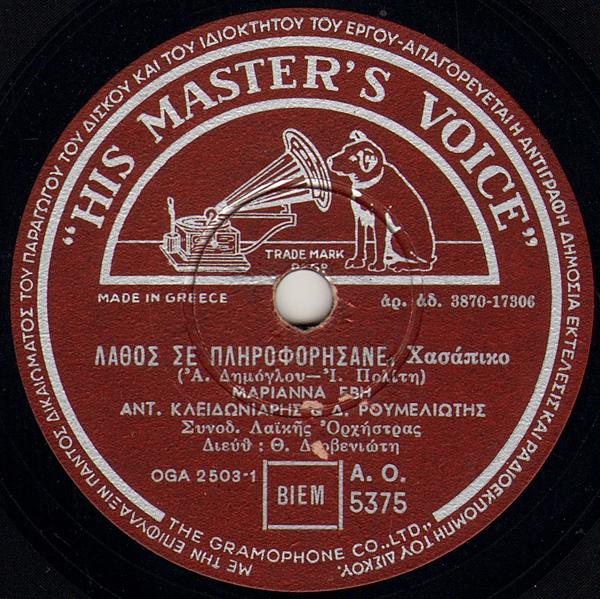 ΜΕ ΤΗΝ ΕΠΙΦΥΛΑΞΙΝ ΠΑΝΤΟΣ ΔΙΚΑΙΩΜΑΤΟΣ ΤΟΥ ΠΑΡΑΓΩΓΟΥ ΤΟΥ ΔΙΣΚΟΥ ΚΑΙ ΤΟΥ ΙΔΙΟΚΤΗΤΟΥ ΤΟΥ ΕΡΓΟΥ-ΑΠΑΓΟΡΕΥΕΤΑΙ Η ΑΝΤΙΓΡΑΦΗ ΔΗΜΟΣΙΑ ΕΚΤΕΛΕΣΙΣ ΚΑΙ ΡΑΔΙΟΕΚΠΟΜΠΗ ΤΟΥ ΔΙΣΚΟΥ.
"HIS MASTER'S VOICE"
TRADE MARK
MADE IN GREECE
ἀρ. ἀδ. 3870-17306
ΛΑΘΟΣ ΣΕ ΠΛΗΡΟΦΟΡΗΣΑΝΕ, Χασάπικο
(Ἀ. Δημόγλου—Ἰ. Πολίτη)
ΜΑΡΙΑΝΝΑ ΕΒΗ
ΑΝΤ. ΚΛΕΙΔΩΝΙΑΡΗΣ & Δ. ΡΟΥΜΕΛΙΩΤΗΣ
Συνοδ. Λαϊκῆς Ὀρχήστρας
Διευθ : Θ. Δερβενιώτη
OGA 2503-1
BIEM
A. O.
5375
THE GRAMOPHONE CO., LTD.,